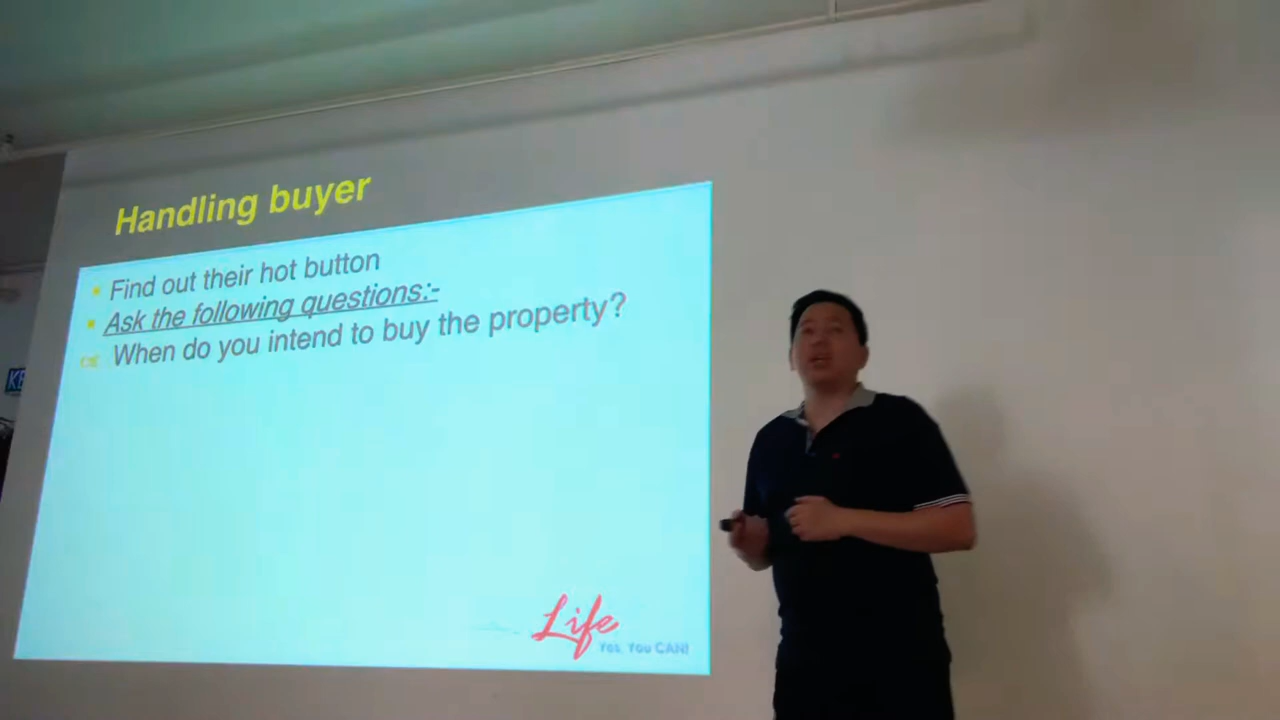 Handling buyer
Find out their hot button
Ask the following questions:-
When do you intend to buy the property?
Life
Yes, You CAN!